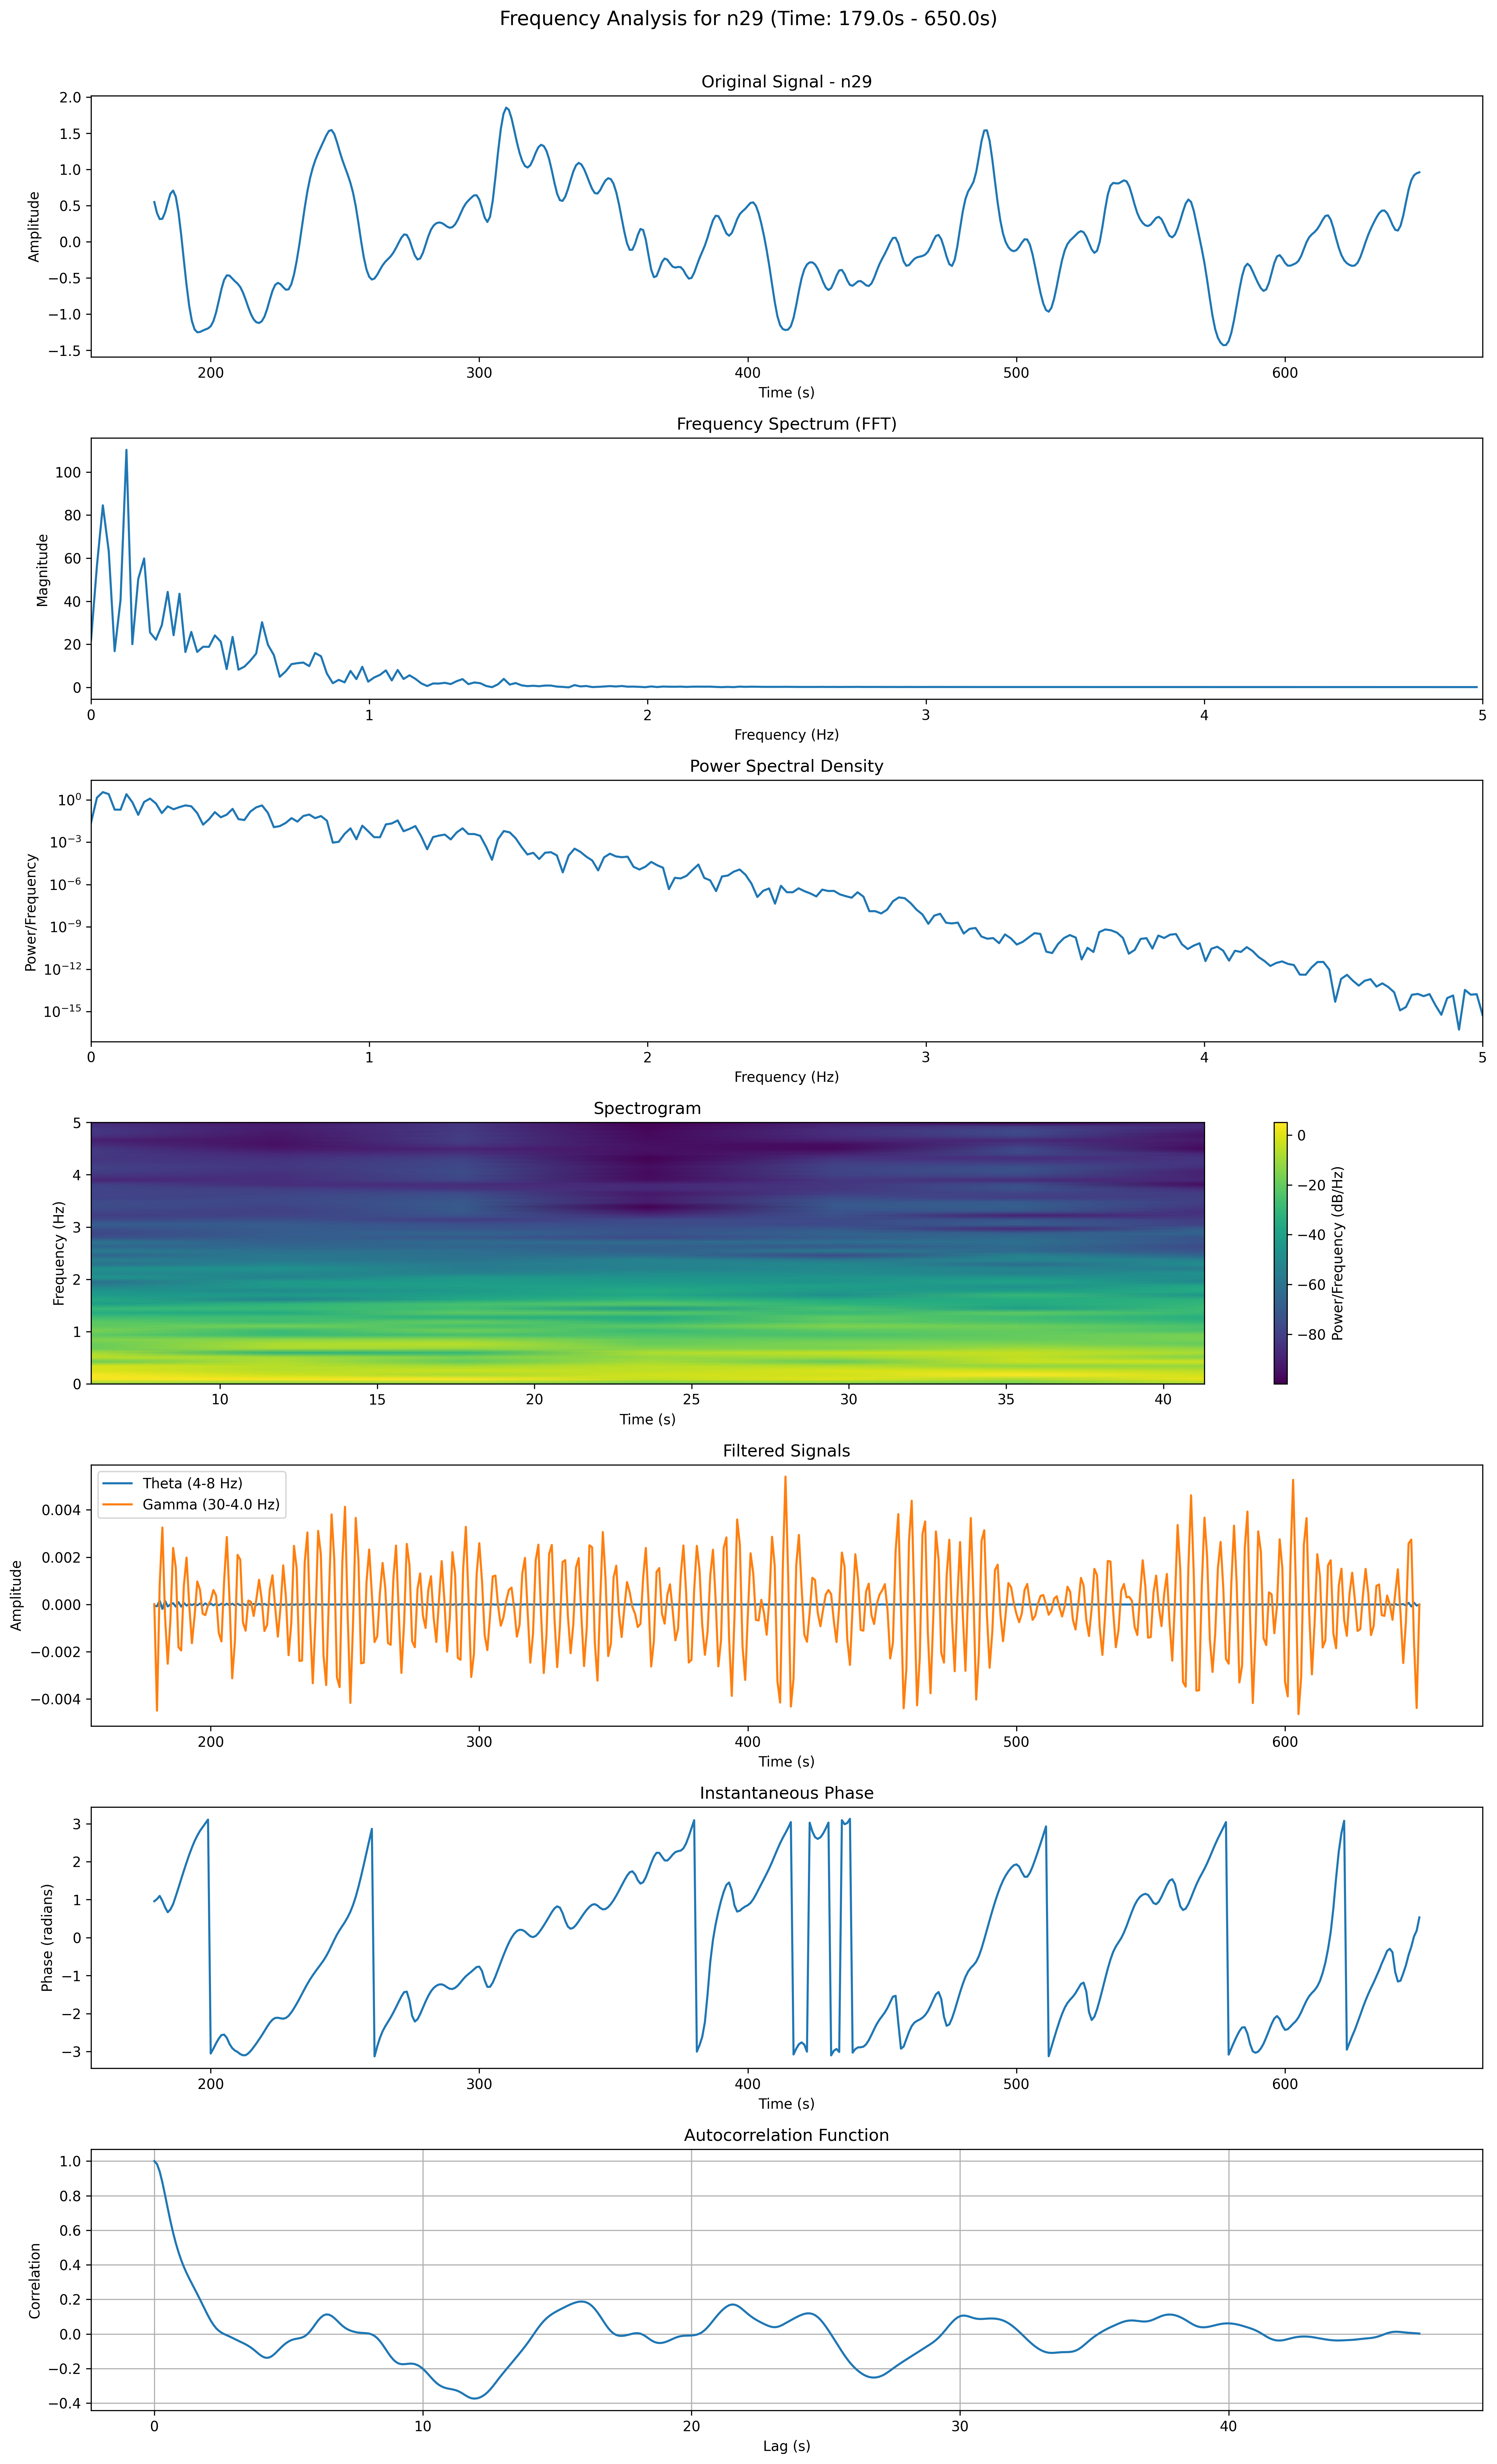 Frequency Analysis for n29 (Time: 179.0s - 650.0s)
Original Signal - n29
2.0
1.5
1.0
0.5
0.0
−0.5
−1.0
−1.5
Amplitude
200 300 400 500 600
Time (s)
Frequency Spectrum (FFT)
100
80
60
40
20
0
Magnitude
0 1 2 3 4 5
Frequency (Hz)
Power Spectral Density
10⁰
10⁻³
10⁻⁶
10⁻⁹
10⁻¹²
10⁻¹⁵
Power/Frequency
0 1 2 3 4 5
Frequency (Hz)
Spectrogram
5
4
3
2
1
0
Frequency (Hz)
10 15 20 25 30 35 40
Time (s)
0
−20
−40
−60
−80
Power/Frequency (dB/Hz)
Filtered Signals
Theta (4-8 Hz)
Gamma (30-4.0 Hz)
0.004
0.002
0.000
−0.002
−0.004
Amplitude
200 300 400 500 600
Time (s)
Instantaneous Phase
3
2
1
0
−1
−2
−3
Phase (radians)
200 300 400 500 600
Time (s)
Autocorrelation Function
1.0
0.8
0.6
0.4
0.2
0.0
−0.2
−0.4
Correlation
0 10 20 30 40
Lag (s)